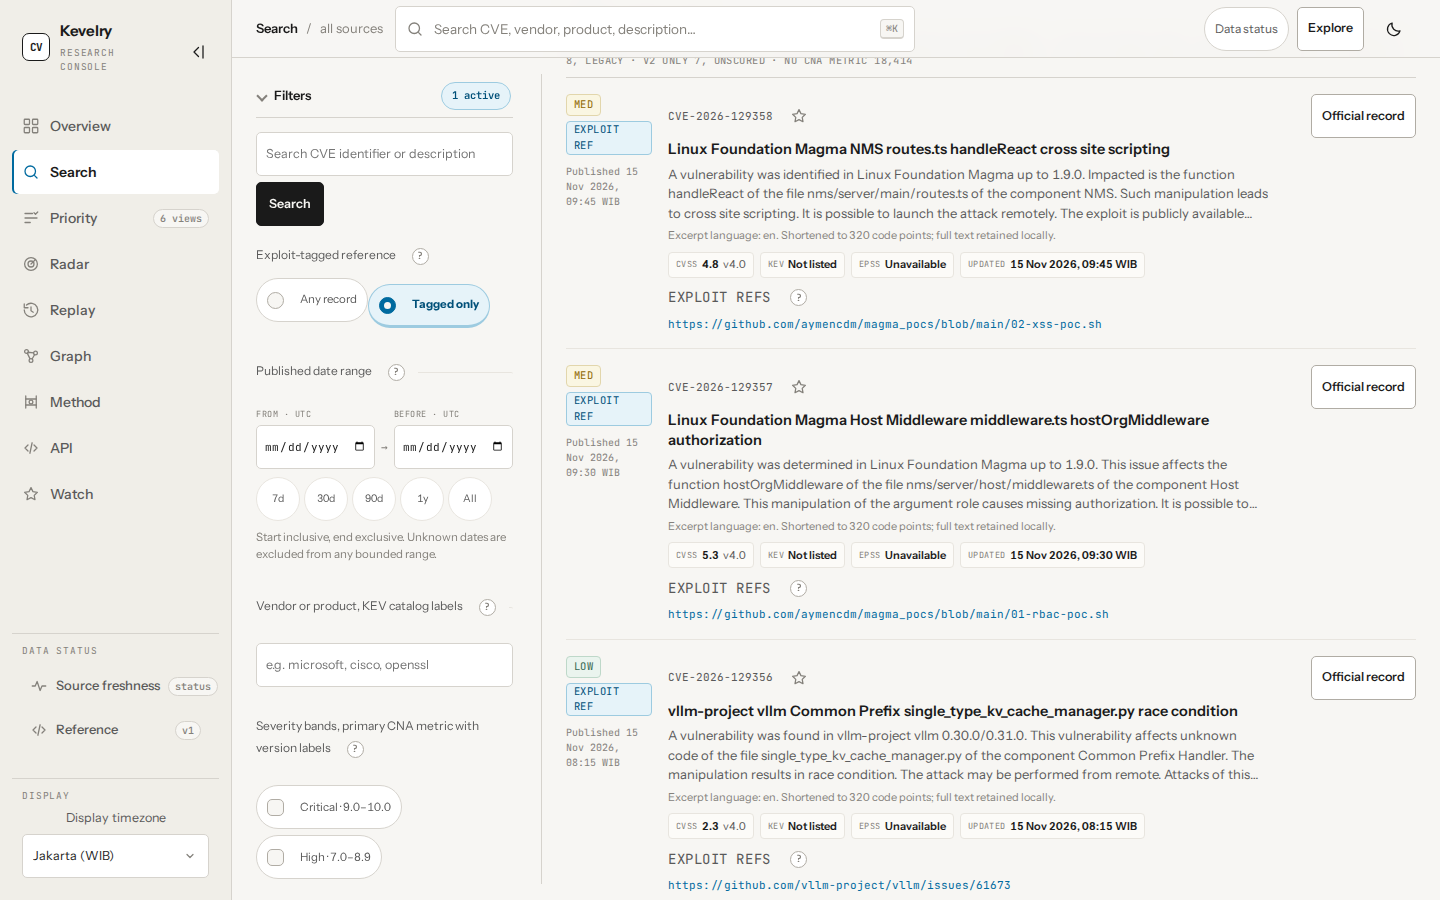 CV
Kevelry
RESEARCH
CONSOLE
Overview
Search
Priority
6 views
Radar
Replay
Graph
Method
API
Watch
DATA STATUS
Source freshness
status
Reference
v1
DISPLAY
Display timezone
Jakarta (WIB)
Search / all sources
Search CVE, vendor, product, description...
⌘K
Data status
Explore
Filters
1 active
Search CVE identifier or description
Search
Exploit-tagged reference ?
Any record
Tagged only
Published date range ?
FROM · UTC
BEFORE · UTC
mm/dd/yyyy → mm/dd/yyyy
7d 30d 90d 1y All
Start inclusive, end exclusive. Unknown dates are
excluded from any bounded range.
Vendor or product, KEV catalog labels ?
e.g. microsoft, cisco, openssl
Severity bands, primary CNA metric with
version labels ?
Critical · 9.0–10.0
High · 7.0–8.9
8, LEGACY · V2 ONLY 7, UNSCORED · NO CNA METRIC 18,414
MED
EXPLOIT
REF
Published 15
Nov 2026,
09:45 WIB
CVE-2026-129358
Official record
Linux Foundation Magma NMS routes.ts handleReact cross site scripting
A vulnerability was identified in Linux Foundation Magma up to 1.9.0. Impacted is the function
handleReact of the file nms/server/main/routes.ts of the component NMS. Such manipulation leads
to cross site scripting. It is possible to launch the attack remotely. The exploit is publicly available...
Excerpt language: en. Shortened to 320 code points; full text retained locally.
CVSS 4.8 v4.0
KEV Not listed
EPSS Unavailable
UPDATED 15 Nov 2026, 09:45 WIB
EXPLOIT REFS ?
https://github.com/aymencdm/magma_pocs/blob/main/02-xss-poc.sh
MED
EXPLOIT
REF
Published 15
Nov 2026,
09:30 WIB
CVE-2026-129357
Official record
Linux Foundation Magma Host Middleware middleware.ts hostOrgMiddleware
authorization
A vulnerability was determined in Linux Foundation Magma up to 1.9.0. This issue affects the
function hostOrgMiddleware of the file nms/server/host/middleware.ts of the component Host
Middleware. This manipulation of the argument role causes missing authorization. It is possible to...
Excerpt language: en. Shortened to 320 code points; full text retained locally.
CVSS 5.3 v4.0
KEV Not listed
EPSS Unavailable
UPDATED 15 Nov 2026, 09:30 WIB
EXPLOIT REFS ?
https://github.com/aymencdm/magma_pocs/blob/main/01-rbac-poc.sh
LOW
EXPLOIT
REF
Published 15
Nov 2026,
08:15 WIB
CVE-2026-129356
Official record
vllm-project vllm Common Prefix single_type_kv_cache_manager.py race condition
A vulnerability was found in vllm-project vllm 0.30.0/0.31.0. This vulnerability affects unknown
code of the file single_type_kv_cache_manager.py of the component Common Prefix Handler. The
manipulation results in race condition. The attack may be performed from remote. Attacks of this...
Excerpt language: en. Shortened to 320 code points; full text retained locally.
CVSS 2.3 v4.0
KEV Not listed
EPSS Unavailable
UPDATED 15 Nov 2026, 08:15 WIB
EXPLOIT REFS ?
https://github.com/vllm-project/vllm/issues/61673